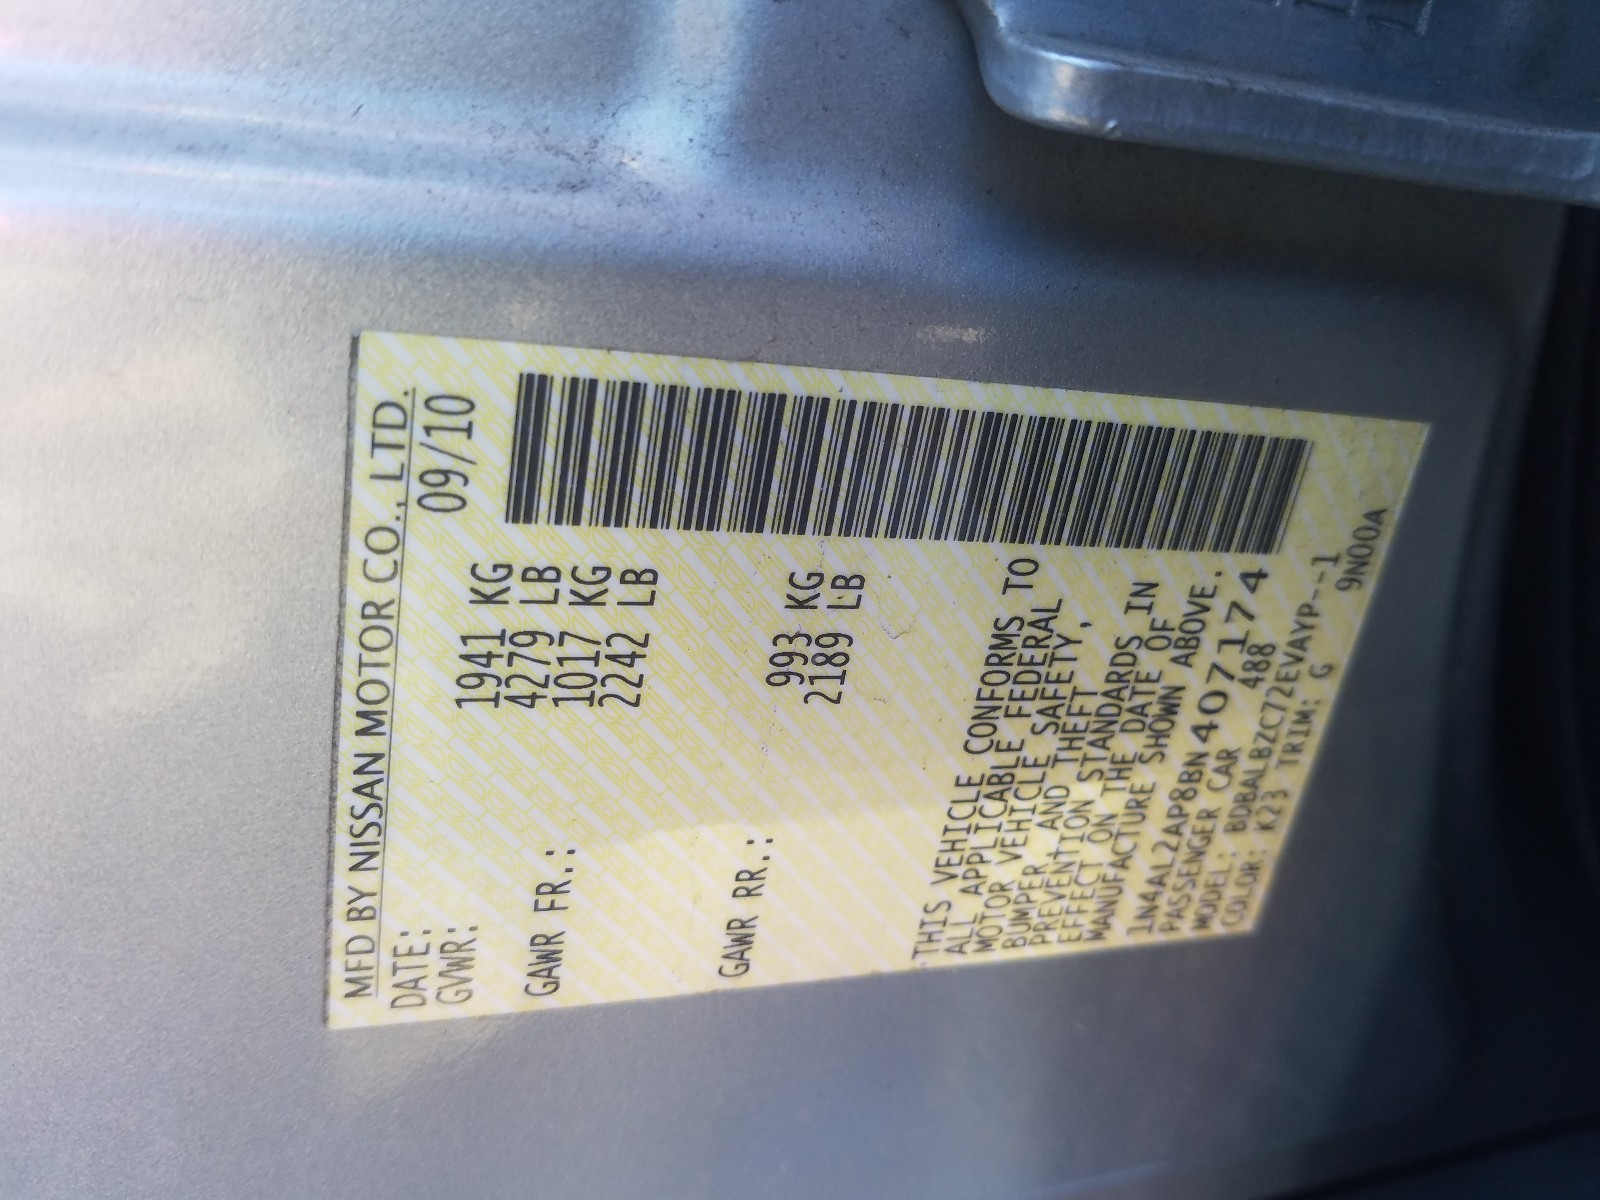 MFD BY NISSAN MOTOR CO., LTD.
DATE: 09/10
GVWR: 1941 KG
4279 LB
GAWR FR.: 1017 KG
2242 LB
GAWR RR.: 993 KG
2189 LB
THIS VEHICLE CONFORMS TO
ALL APPLICABLE FEDERAL
MOTOR VEHICLE SAFETY,
BUMPER, AND THEFT
PREVENTION STANDARDS IN
EFFECT ON THE DATE OF
MANUFACTURE SHOWN ABOVE.
1N4AL2AP8BN407174
PASSENGER CAR 488
MODEL: BDBALBZC72EVAYP--1
COLOR: K23 TRIM: G 9N00A